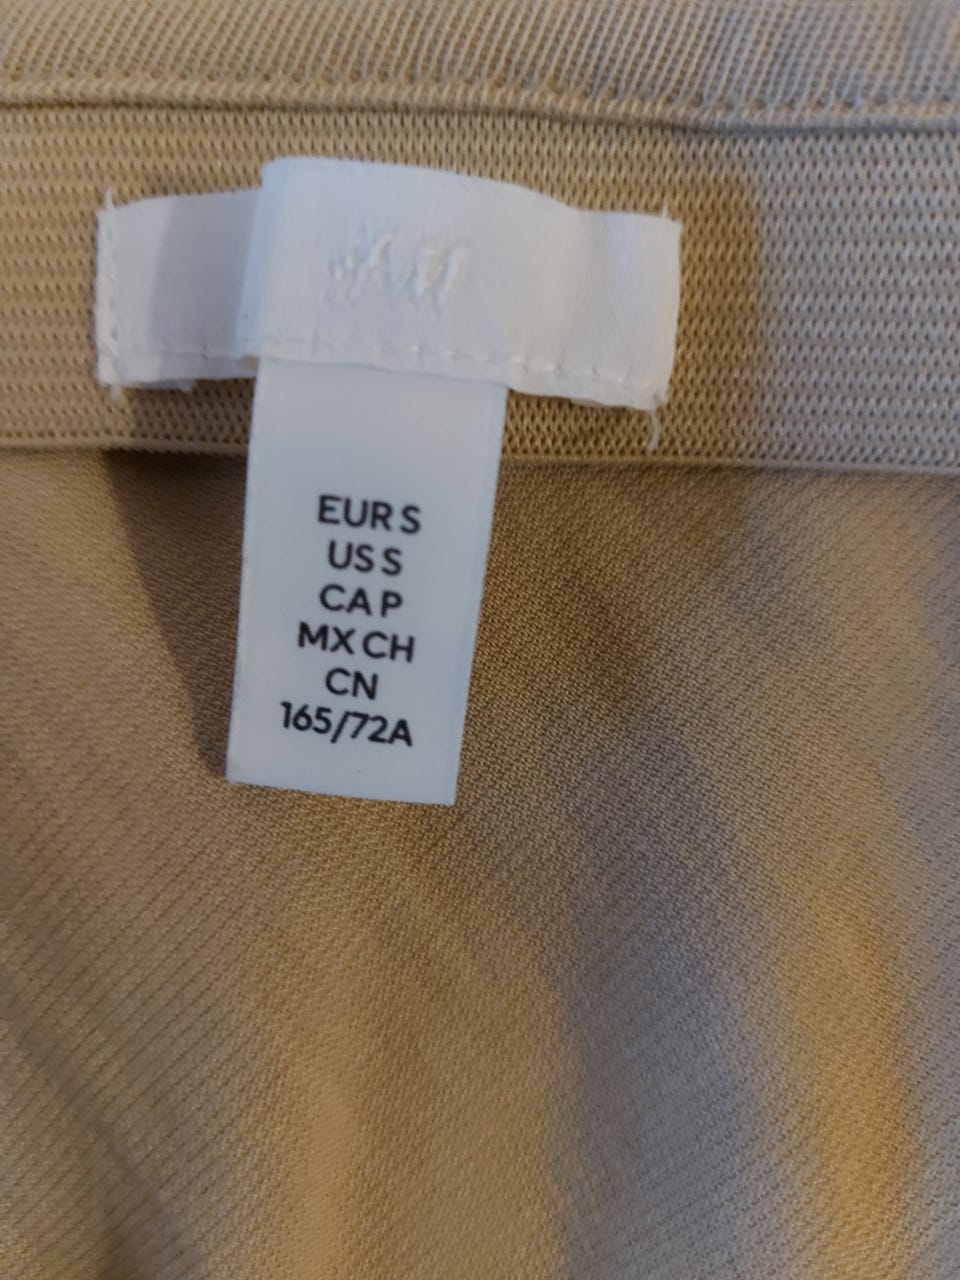 H&M
EUR S
US S
CA P
MX CH
CN
165/72A